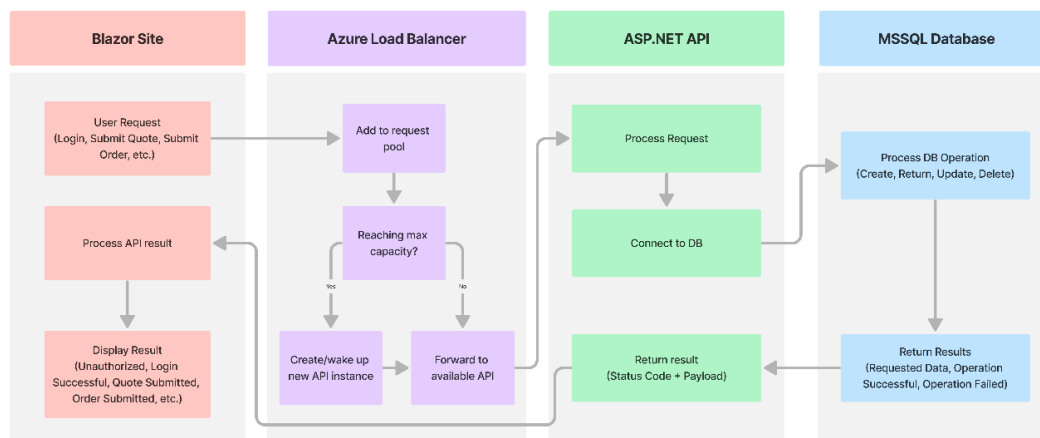 Blazor Site
Azure Load Balancer
ASP.NET API
MSSQL Database
User Request
(Login, Submit Quote, Submit
Order, etc.)
Process API result
Display Result
(Unauthorized, Login
Successful, Quote Submitted,
Order Submitted, etc.)
Add to request
pool
Reaching max
capacity?
Yes
No
Create/wake up
new API instance
Forward to
available API
Process Request
Connect to DB
Return result
(Status Code + Payload)
Process DB Operation
(Create, Return, Update, Delete)
Return Results
(Requested Data, Operation
Successful, Operation Failed)